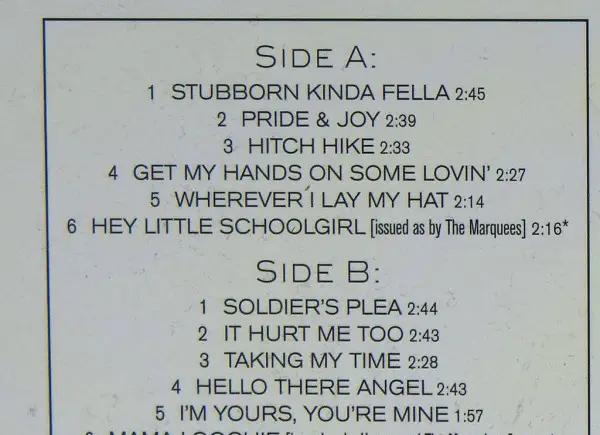 SIDE A:
1 STUBBORN KINDA FELLA 2:45
2 PRIDE & JOY 2:39
3 HITCH HIKE 2:33
4 GET MY HANDS ON SOME LOVIN' 2:27
5 WHEREVER I LAY MY HAT 2:14
6 HEY LITTLE SCHOOLGIRL [issued as by The Marquees] 2:16*
SIDE B:
1 SOLDIER'S PLEA 2:44
2 IT HURT ME TOO 2:43
3 TAKING MY TIME 2:28
4 HELLO THERE ANGEL 2:43
5 I'M YOURS, YOU'RE MINE 1:57